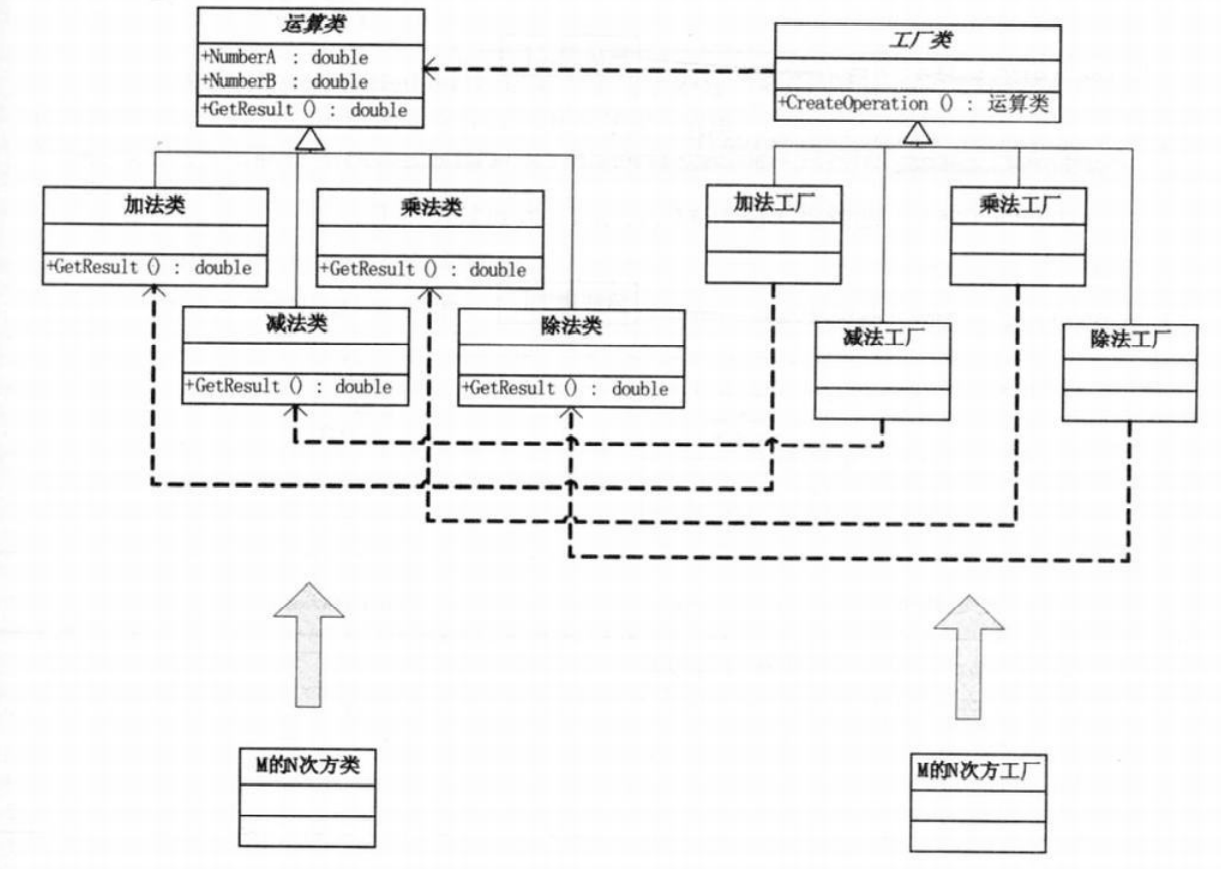 运算类
+NumberA : double
+NumberB : double
+GetResult () : double
工厂类
+CreateOperation () : 运算类
加法类
+GetResult () : double
乘法类
+GetResult () : double
加法工厂
乘法工厂
减法类
+GetResult () : double
除法类
+GetResult () : double
减法工厂
除法工厂
M的N次方类
M的N次方工厂